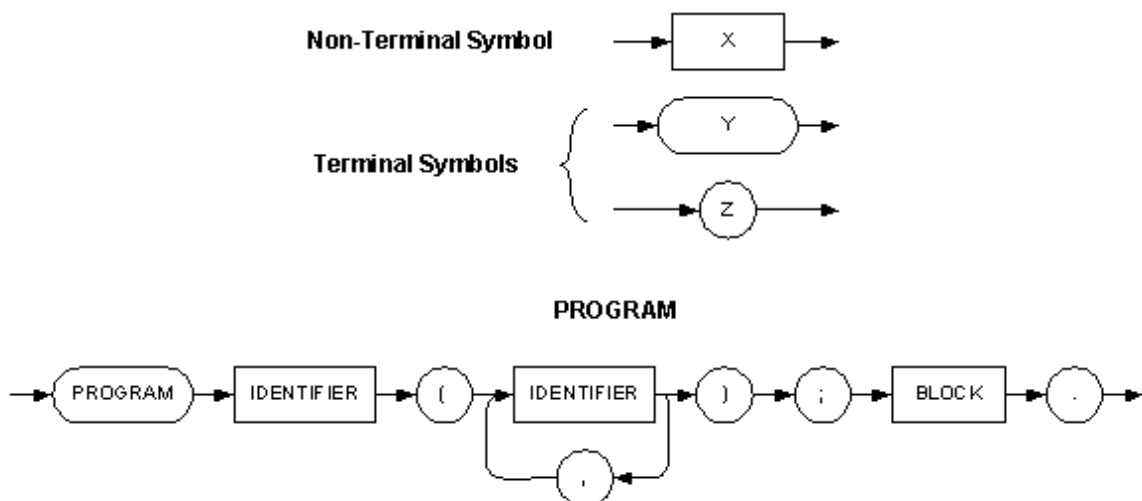 Non-Terminal Symbol
X
Y
Terminal Symbols
Z
PROGRAM
PROGRAM IDENTIFIER ( IDENTIFIER ) ; BLOCK .
,